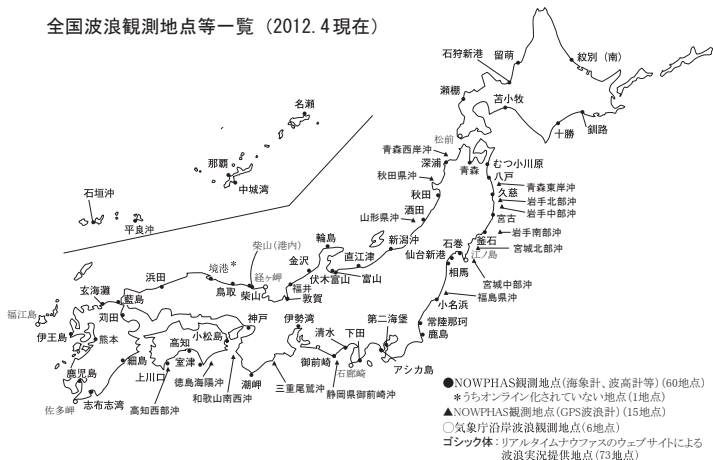 全国波浪観測地点等一覧（2012.4現在）
石狩新港
留萌
紋別（南）
瀬棚
苫小牧
十勝
釧路
松前
名瀬
那覇
中城湾
石垣沖
平良沖
青森西岸沖
深浦
青森
むつ小川原
八戸
青森東岸沖
久慈
岩手北部沖
岩手中部沖
宮古
秋田県沖
秋田
酒田
山形県沖
岩手南部沖
釜石
宮城北部沖
石巻
江ノ島
仙台新港
宮城中部沖
相馬
福島県沖
小名浜
常陸那珂
鹿島
新潟沖
直江津
輪島
金沢
伏木富山
富山
柴山（港内）
境港＊
経ヶ岬
福井
敦賀
柴山
鳥取
浜田
玄海灘
藍島
苅田
福江島
伊王島
熊本
細島
鹿児島
志布志湾
佐多岬
上川口
高知
室津
高知西部沖
徳島海陽沖
小松島
神戸
和歌山南西沖
潮岬
三重尾鷲沖
伊勢湾
清水
御前崎
静岡県御前崎沖
下田
石廊崎
第二海堡
アシカ島
●NOWPHAS観測地点（海象計、波高計等）（60地点）
＊うちオンライン化されていない地点（1地点）
▲NOWPHAS観測地点（GPS波浪計）（15地点）
○気象庁沿岸波浪観測地点（6地点）
ゴシック体：リアルタイムナウファスのウェブサイトによる
波浪実況提供地点（73地点）